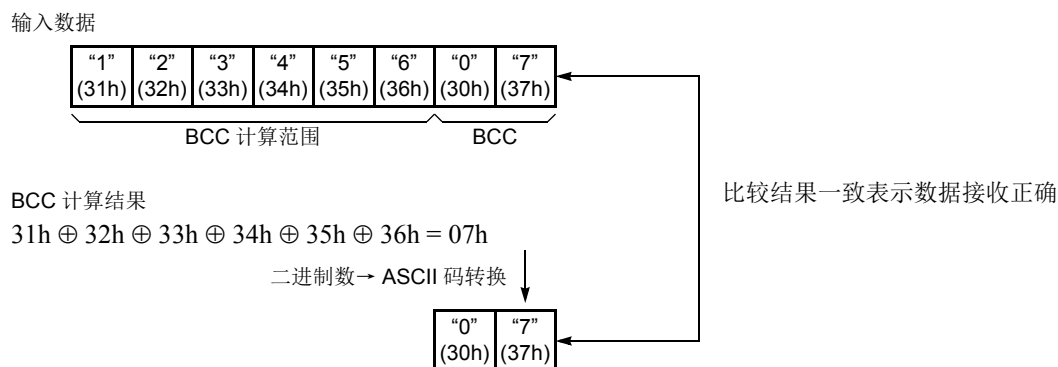 输入数据
“1” “2” “3” “4” “5” “6” “0” “7”
(31h) (32h) (33h) (34h) (35h) (36h) (30h) (37h)
BCC 计算范围 BCC
比较结果一致表示数据接收正确
BCC 计算结果
31h ⊕ 32h ⊕ 33h ⊕ 34h ⊕ 35h ⊕ 36h = 07h
二进制数→ ASCII 码转换
“0” “7”
(30h) (37h)